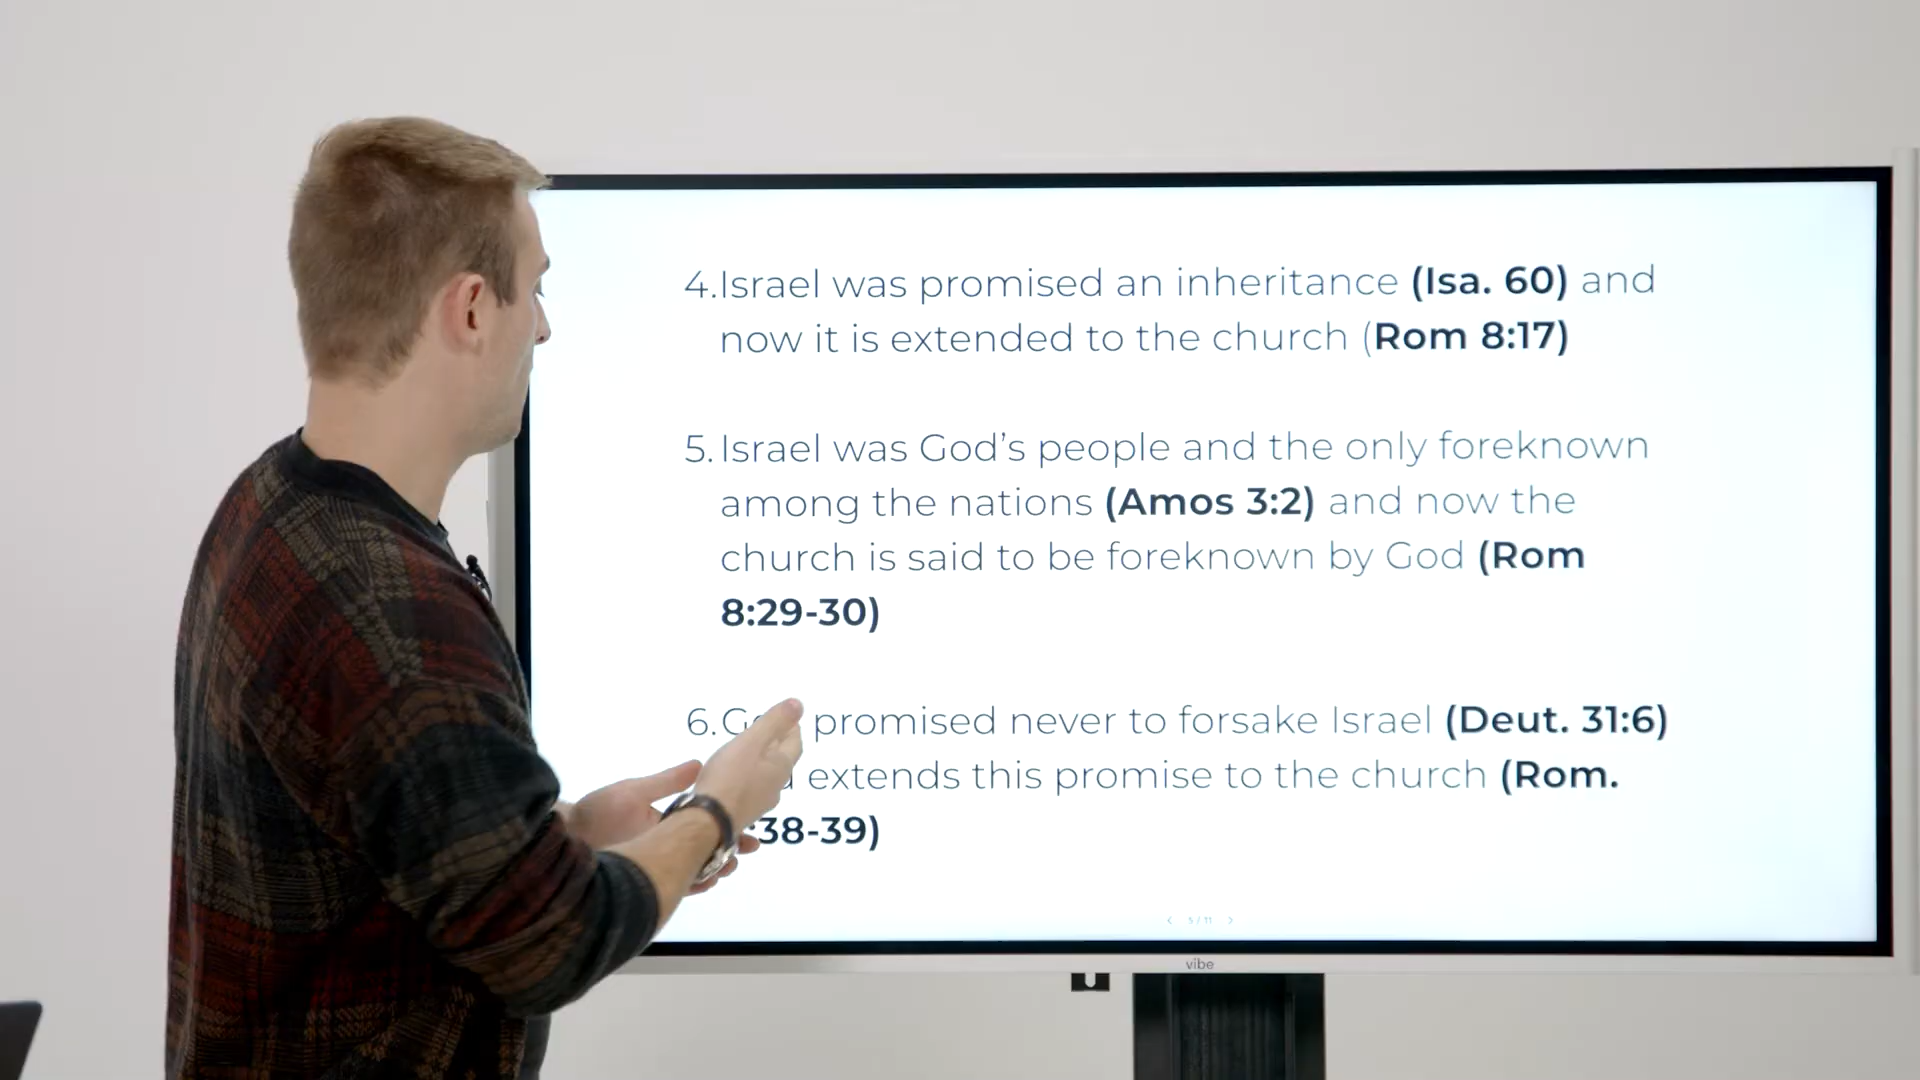 4.Israel was promised an inheritance (Isa. 60) and
now it is extended to the church (Rom 8:17)
5.Israel was God's people and the only foreknown
among the nations (Amos 3:2) and now the
church is said to be foreknown by God (Rom
8:29-30)
6. promised never to forsake Israel (Deut. 31:6)
extends this promise to the church (Rom.
:38-39)
< 5/11 >
vibe